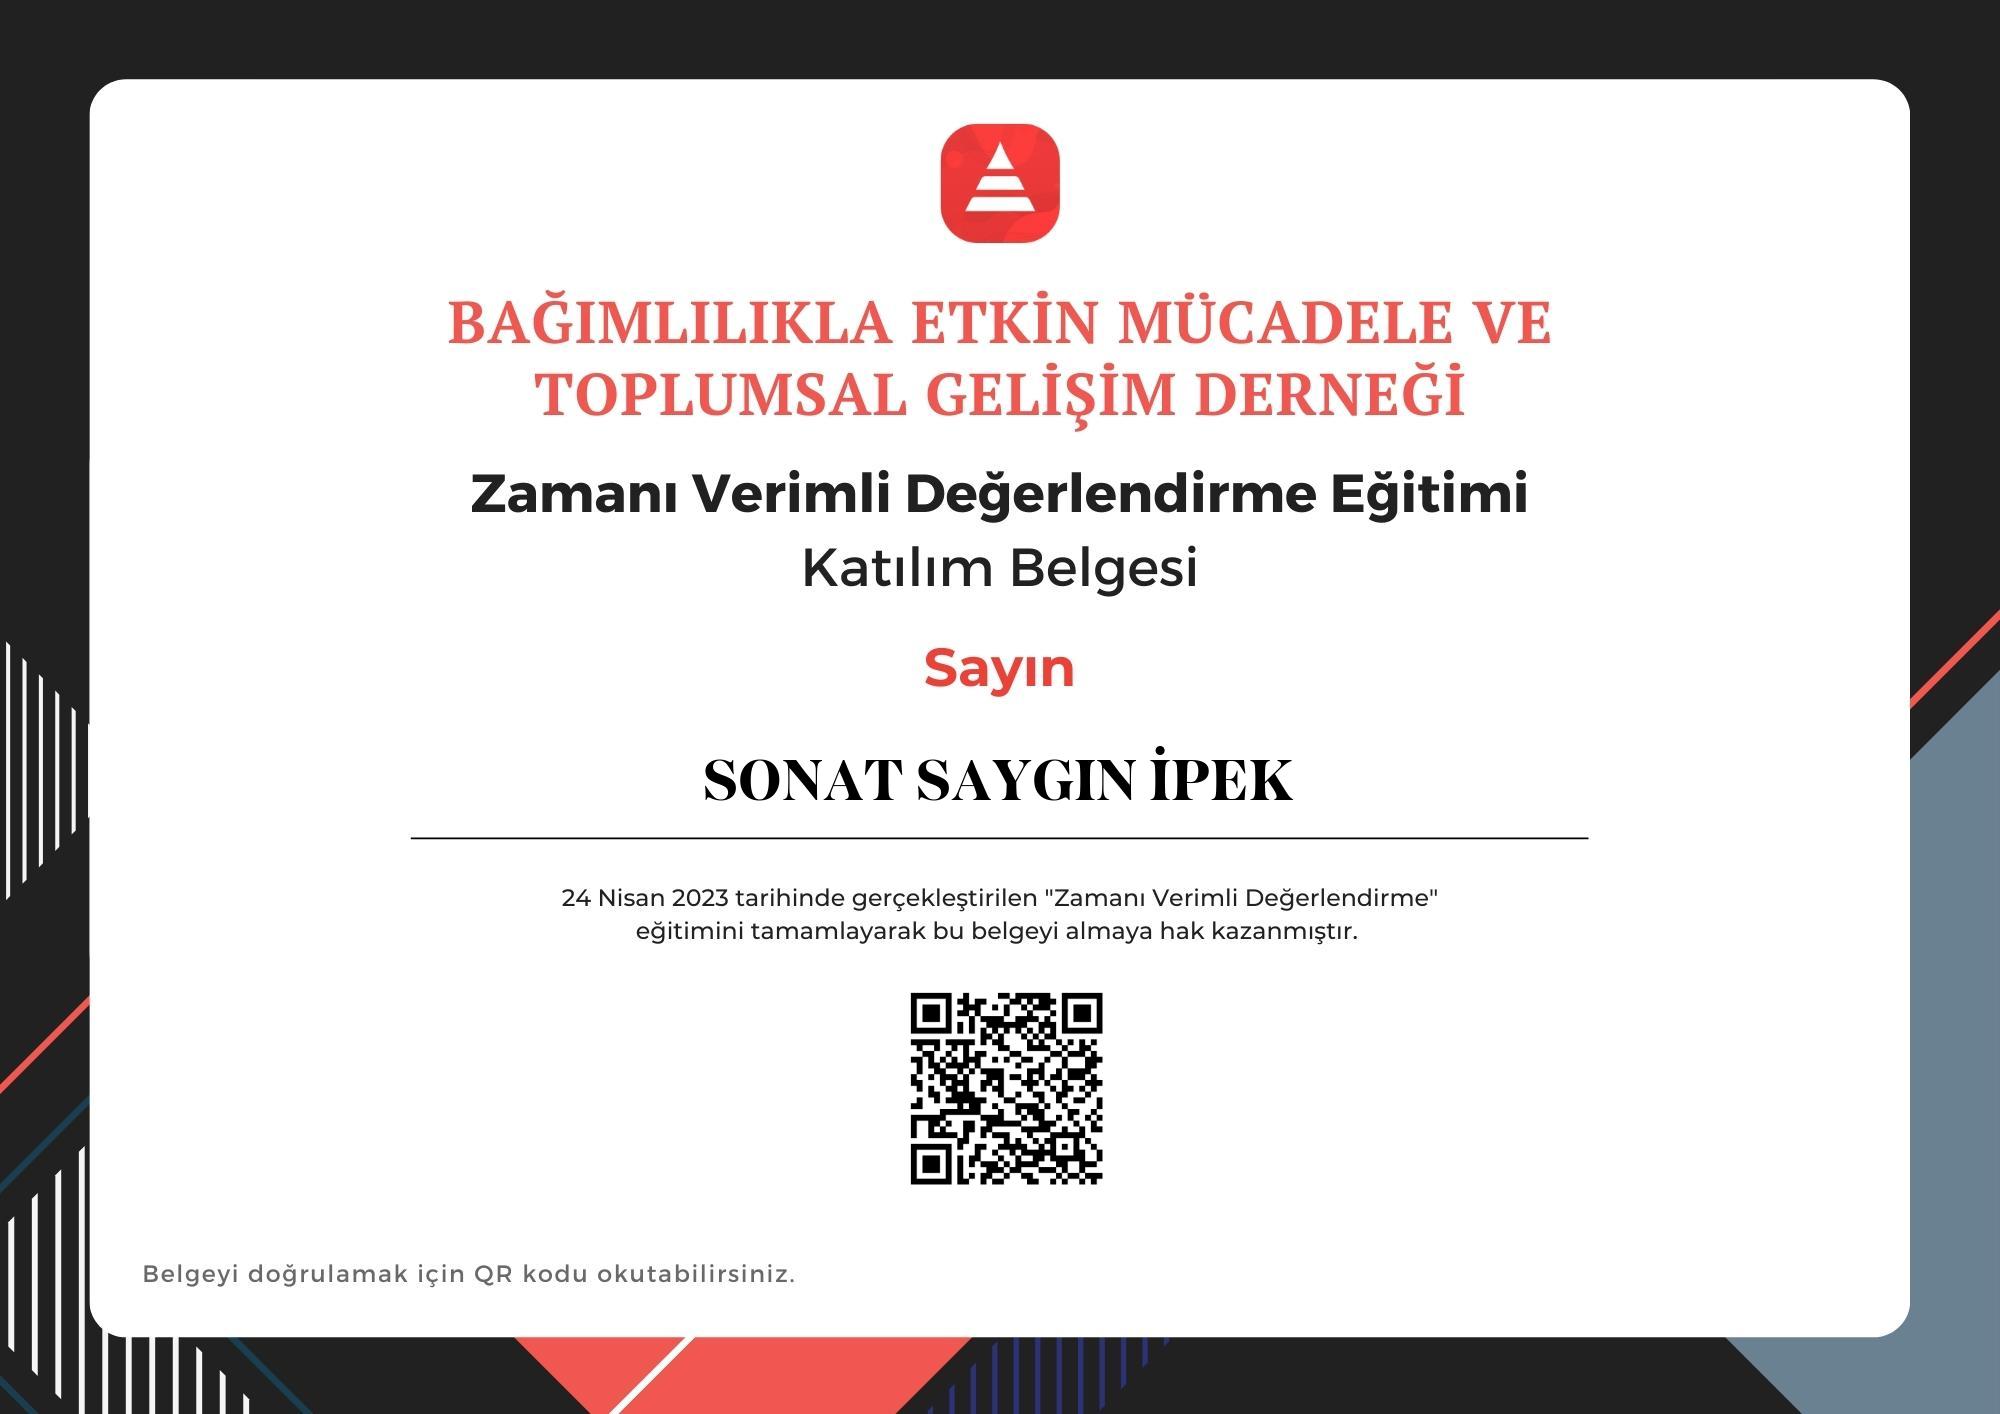 BAĞIMLILIKLA ETKİN MÜCADELE VE
TOPLUMSAL GELİŞİM DERNEĞİ
Zamanı Verimli Değerlendirme Eğitimi
Katılım Belgesi
Sayın
SONAT SAYGIN İPEK
24 Nisan 2023 tarihinde gerçekleştirilen "Zamanı Verimli Değerlendirme"
eğitimini tamamlayarak bu belgeyi almaya hak kazanmıştır.
Belgeyi doğrulamak için QR kodu okutabilirsiniz.